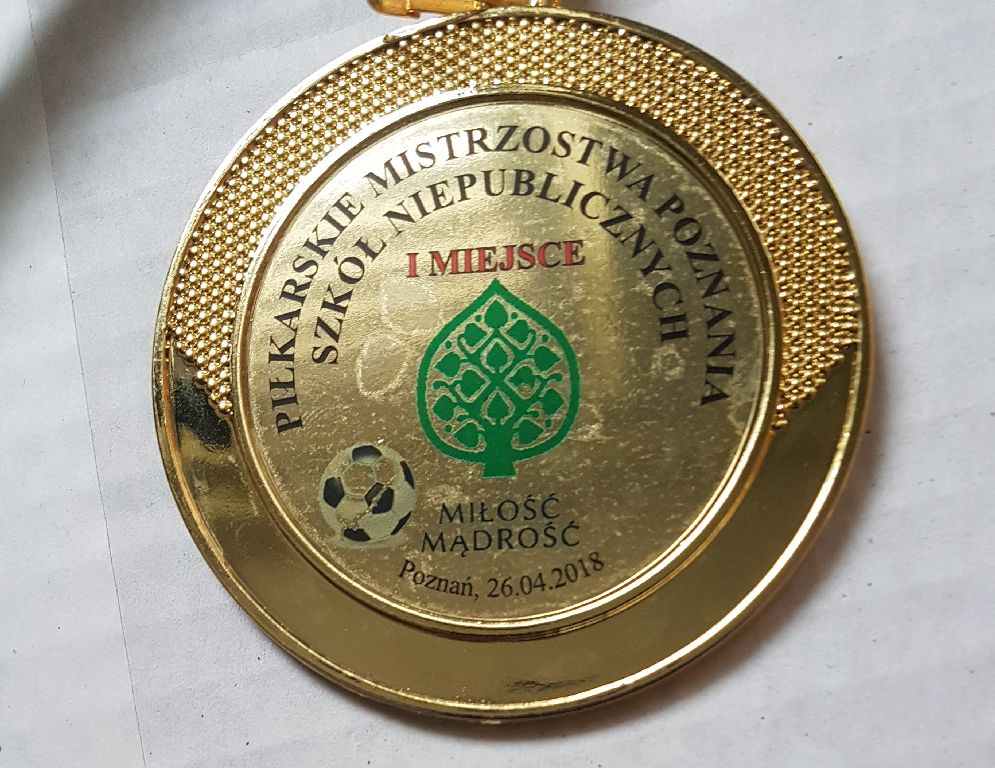 PIŁKARSKIE MISTRZOSTWA POZNANIA
SZKÓŁ NIEPUBLICZNYCH
I MIEJSCE
MIŁOŚĆ
MĄDROŚĆ
Poznań, 26.04.2018